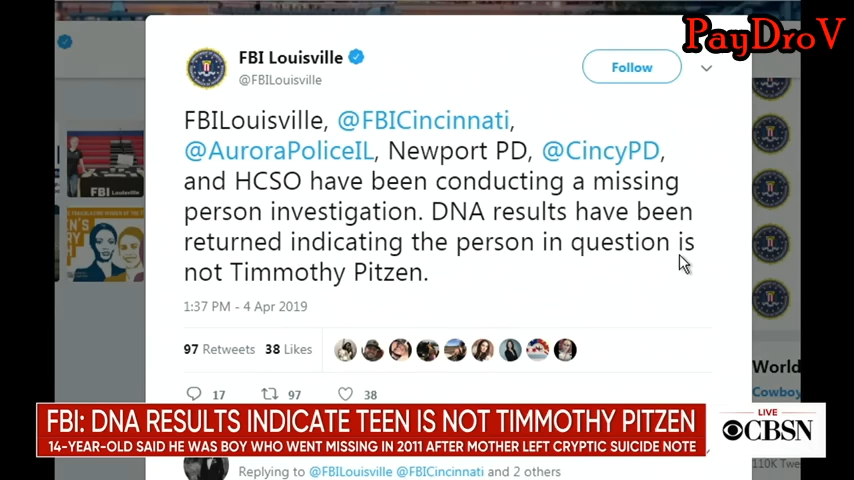 PayDroV
FBI Louisville
@FBILouisville
Follow
FBILouisville, @FBICincinnati,
@AuroraPoliceIL, Newport PD, @CincyPD,
and HCSO have been conducting a missing
person investigation. DNA results have been
returned indicating the person in question is
not Timmothy Pitzen.
1:37 PM - 4 Apr 2019
97 Retweets 38 Likes
17 97 38
FBI Louisville
World
Cowboy
FBI: DNA RESULTS INDICATE TEEN IS NOT TIMMOTHY PITZEN
14-YEAR-OLD SAID HE WAS BOY WHO WENT MISSING IN 2011 AFTER MOTHER LEFT CRYPTIC SUICIDE NOTE
LIVE
CBSN
110K Twe
Replying to @FBILouisville @FBICincinnati and 2 others